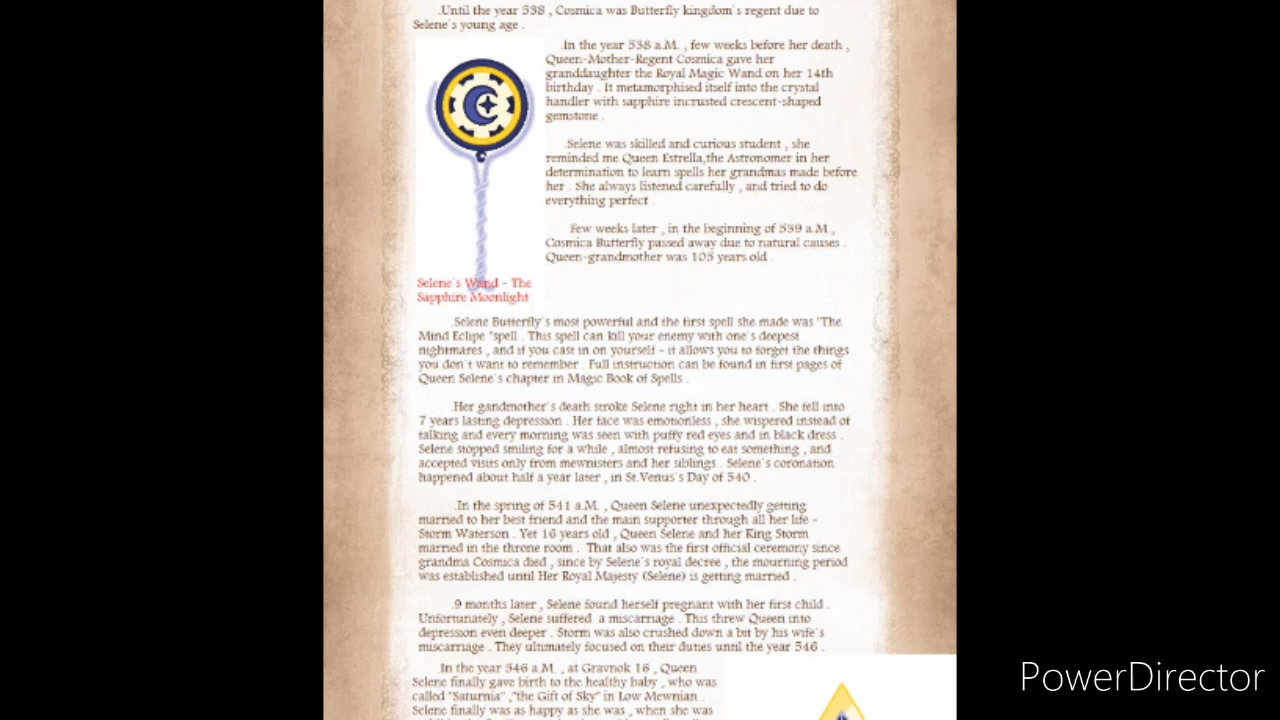 .Until the year 538 , Cosmica was Butterfly kingdom's regent due to
Selene's young age .
.In the year 538 a.M. , few weeks before her death ,
Queen-Mother-Regent Cosmica gave her
granddaughter the Royal Magic Wand on her 14th
birthday . It metamorphised itself into the crystal
handler with sapphire incrusted crescent-shaped
gemstone .
.Selene was skilled and curious student , she
reminded me Queen Estrella,the Astronomer in her
determination to learn spells her grandmas made before
her . She always listened carefully , and tried to do
everything perfect .
Few weeks later , in the beginning of 539 a.M.,
Cosmica Butterfly passed away due to natural causes .
Queen-grandmother was 105 years old .
Selene's Wand - The
Sapphire Moonlight
.Selene Butterfly's most powerful and the first spell she made was "The
Mind Eclipe "spell . This spell can kill your enemy with one's deepest
nightmares , and if you cast in on yourself - it allows you to forget the things
you don't want to remember . Full instruction can be found in first pages of
Queen Selene's chapter in Magic Book of Spells .
.Her gandmother's death stroke Selene right in her heart . She fell into
7 years lasting depression . Her face was emotionless , she wispered instead of
talking and every morning was seen with puffy red eyes and in black dress .
Selene stopped smiling for a while , almost refusing to eat something , and
accepted visits only from mewnisters and her siblings . Selene's coronation
happened about half a year later , in St.Venus's Day of 540 .
.In the spring of 541 a.M. , Queen Selene unexpectedly getting
married to her best friend and the main supporter through all her life -
Storm Waterson . Yet 16 years old , Queen Selene and her King Storm
married in the throne room . That also was the first official ceremony since
grandma Cosmica died , since by Selene's royal decree , the mourning period
was established until Her Royal Majesty (Selene) is getting married .
.9 months later , Selene found herself pregnant with her first child .
Unfortunately , Selene suffered a miscarriage . This threw Queen into
depression even deeper . Storm was also crushed down a bit by his wife's
miscarriage . They ultimately focused on their duties until the year 546 .
.In the year 546 a.M. , at Gravnok 16 , Queen
Selene finally gave birth to the healthy baby , who was
called "Saturnia" ,"the Gift of Sky" in Low Mewnian .
Selene finally was as happy as she was , when she was
PowerDirector